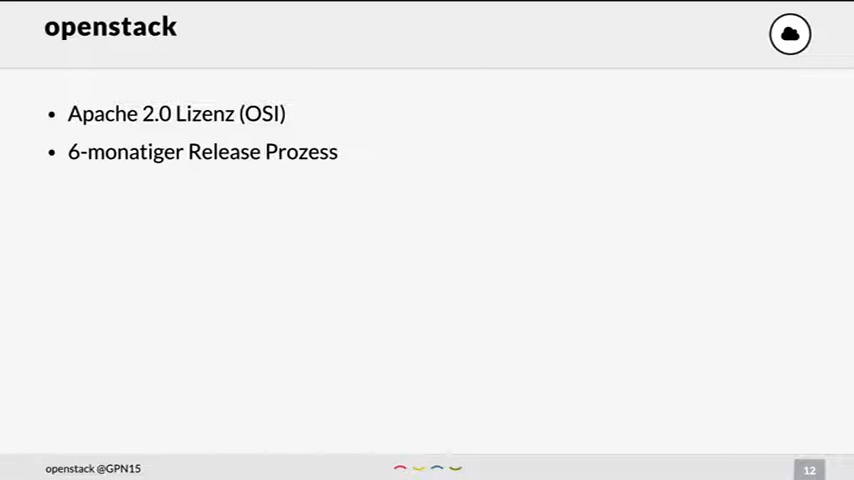 openstack
• Apache 2.0 Lizenz (OSI)
• 6-monatiger Release Prozess
openstack @GPN15
12